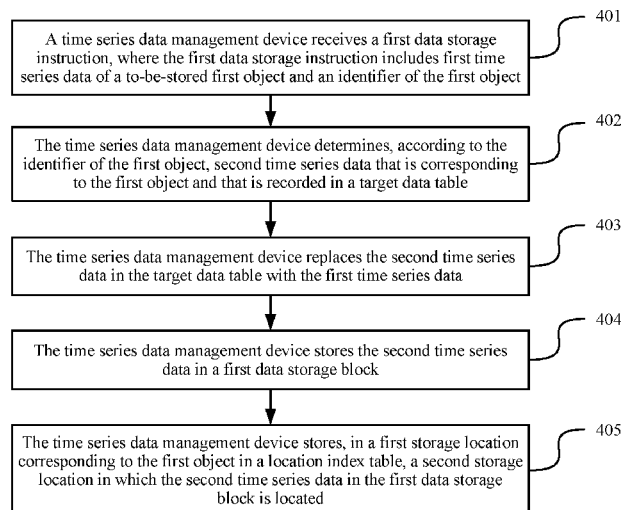 A time series data management device receives a first data storage
instruction, where the first data storage instruction includes first time
series data of a to-be-stored first object and an identifier of the first object
401
The time series data management device determines, according to the
identifier of the first object, second time series data that is corresponding
to the first object and that is recorded in a target data table
402
The time series data management device replaces the second time series
data in the target data table with the first time series data
403
The time series data management device stores the second time series
data in a first data storage block
404
The time series data management device stores, in a first storage location
corresponding to the first object in a location index table, a second storage
location in which the second time series data in the first data storage
block is located
405